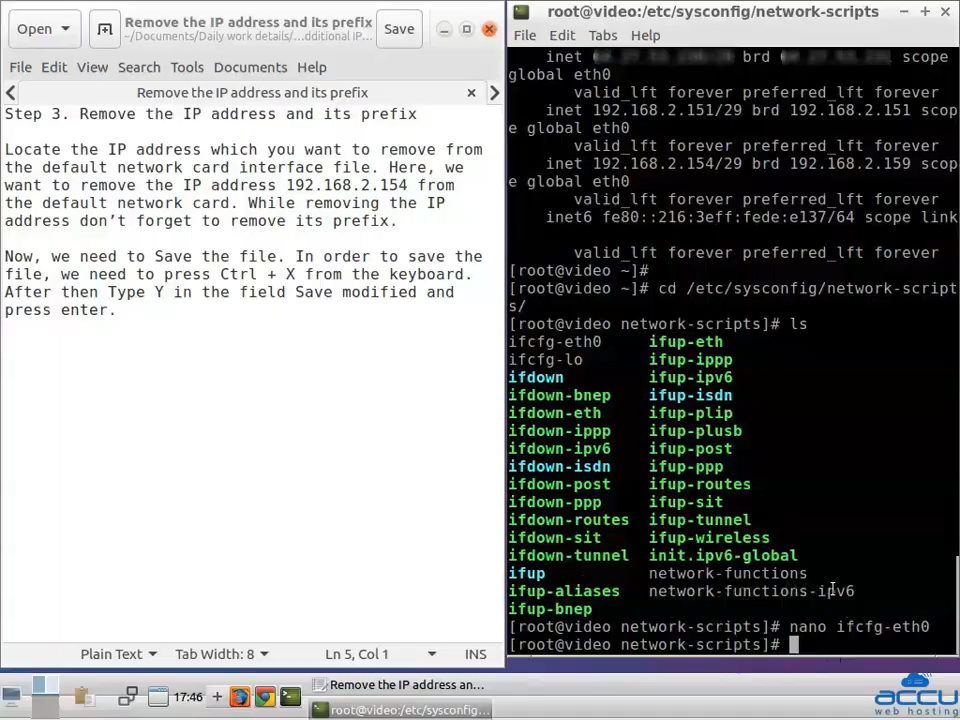 Open
Remove the IP address and its prefix
~/Documents/Daily work details/...dditional IP...
Save
File Edit View Search Tools Documents Help
Remove the IP address and its prefix
Step 3. Remove the IP address and its prefix
Locate the IP address which you want to remove from
the default network card interface file. Here, we
want to remove the IP address 192.168.2.154 from
the default network card. While removing the IP
address don’t forget to remove its prefix.
Now, we need to Save the file. In order to save the
file, we need to press Ctrl + X from the keyboard.
After then Type Y in the field Save modified and
press enter.
Plain Text Tab Width: 8 Ln 5, Col 1 INS
root@video:/etc/sysconfig/network-scripts
File Edit Tabs Help
inet brd scope
global eth0
valid_lft forever preferred_lft forever
inet 192.168.2.151/29 brd 192.168.2.151 scop
e global eth0
valid_lft forever preferred_lft forever
inet 192.168.2.154/29 brd 192.168.2.159 scop
e global eth0
valid_lft forever preferred_lft forever
inet6 fe80::216:3eff:fede:e137/64 scope link
valid_lft forever preferred_lft forever
[root@video ~]#
[root@video ~]# cd /etc/sysconfig/network-script
s/
[root@video network-scripts]# ls
ifcfg-eth0 ifup-eth
ifcfg-lo ifup-ippp
ifdown ifup-ipv6
ifdown-bnep ifup-isdn
ifdown-eth ifup-plip
ifdown-ippp ifup-plusb
ifdown-ipv6 ifup-post
ifdown-isdn ifup-ppp
ifdown-post ifup-routes
ifdown-ppp ifup-sit
ifdown-routes ifup-tunnel
ifdown-sit ifup-wireless
ifdown-tunnel init.ipv6-global
ifup network-functions
ifup-aliases network-functions-ipv6
ifup-bnep
[root@video network-scripts]# nano ifcfg-eth0
[root@video network-scripts]#
17:46
Remove the IP address an...
root@video:/etc/sysconfig...
accu
web hosting